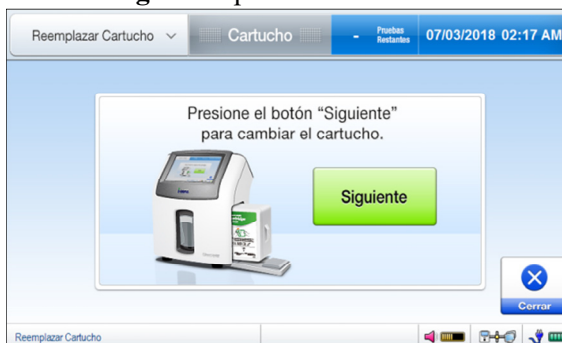 Reemplazar Cartucho
Cartucho
-
Pruebas
Restantes
07/03/2018 02:17 AM
Presione el botón “Siguiente”
para cambiar el cartucho.
Siguiente
Cerrar
Reemplazar Cartucho